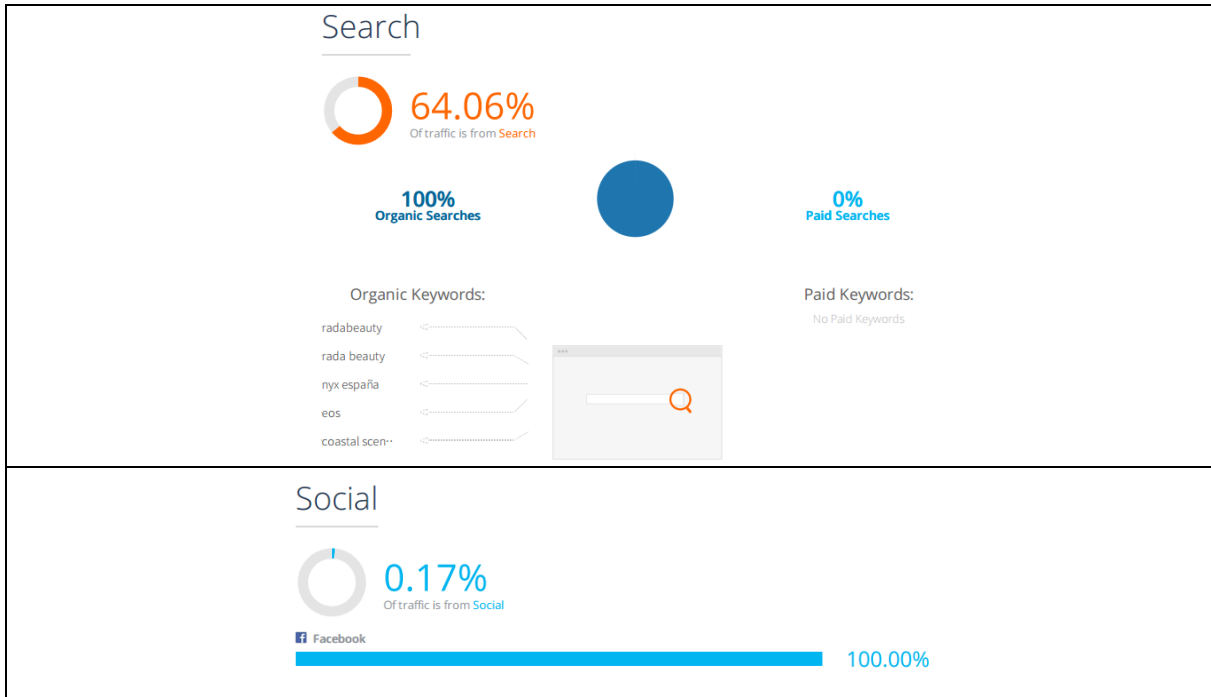 Search
64.06%
Of traffic is from Search
100%
Organic Searches
0%
Paid Searches
Organic Keywords:
Paid Keywords:
No Paid Keywords
radabeauty
rada beauty
nyx españa
eos
coastal scen··
Social
0.17%
Of traffic is from Social
Facebook
100.00%